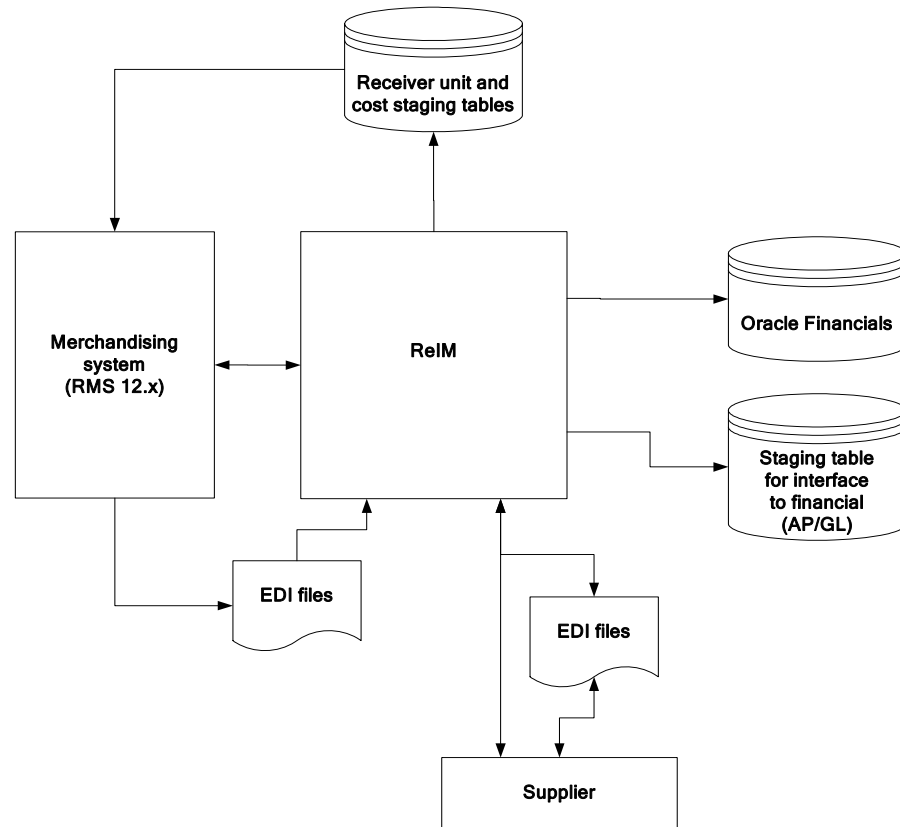 Receiver unit and
cost staging tables
Merchandising
system
(RMS 12.x)
ReIM
Oracle Financials
Staging table
for interface
to financial
(AP/GL)
EDI files
EDI files
Supplier